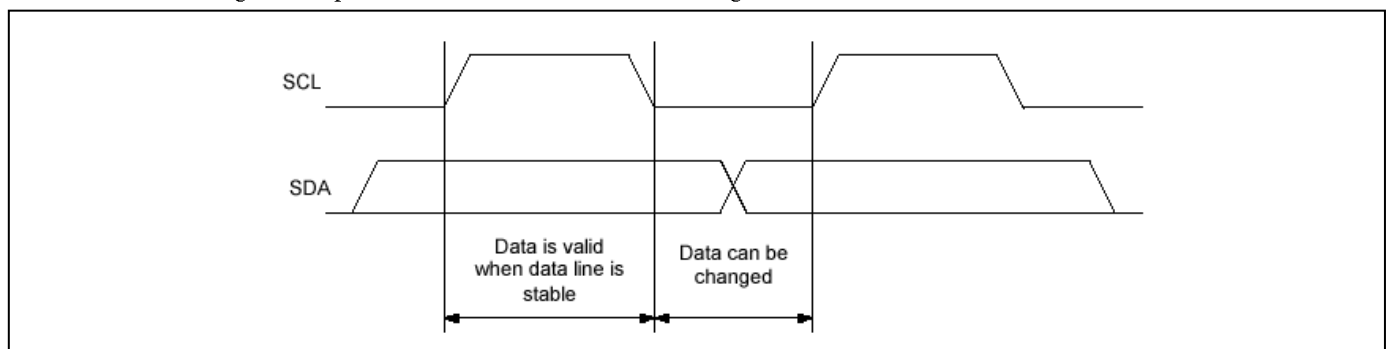 SCL
SDA
Data is valid
when data line is
stable
Data can be
changed